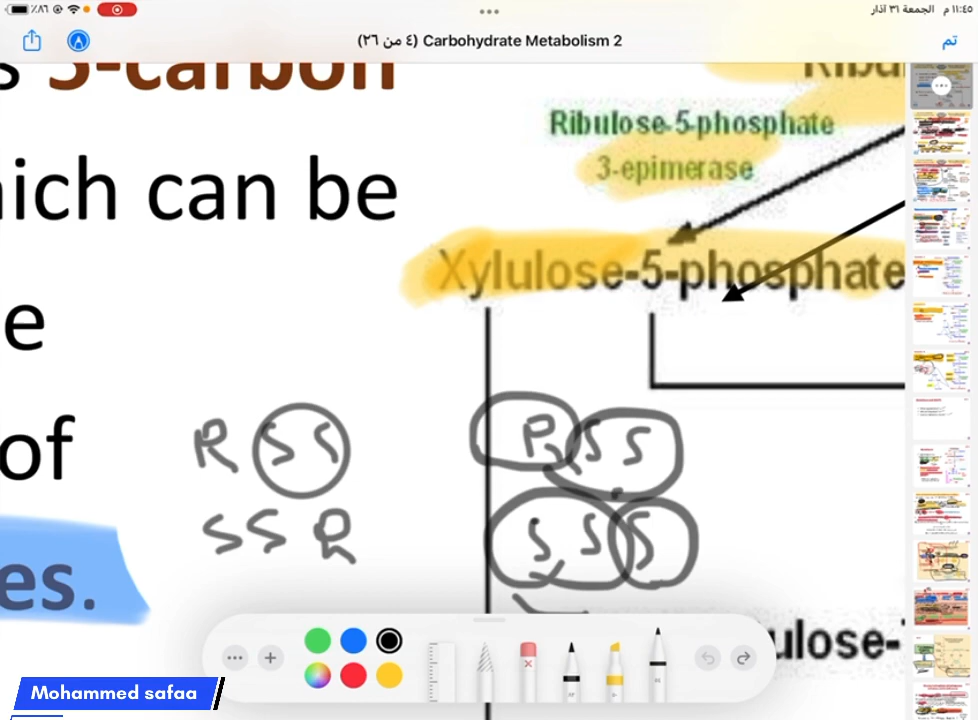 ١١:٤٥ م الجمعة ٣١ آذار
٪٨٦
Carbohydrate Metabolism 2 (٤ من ٢٦)
تم
s 5-carbon
hich can be
e
of
es.
Ribulose-5-phosphate
3-epimerase
Xylulose-5-phosphate
R S S
S S R
R S S
S S S
ulose-
Mohammed safaa